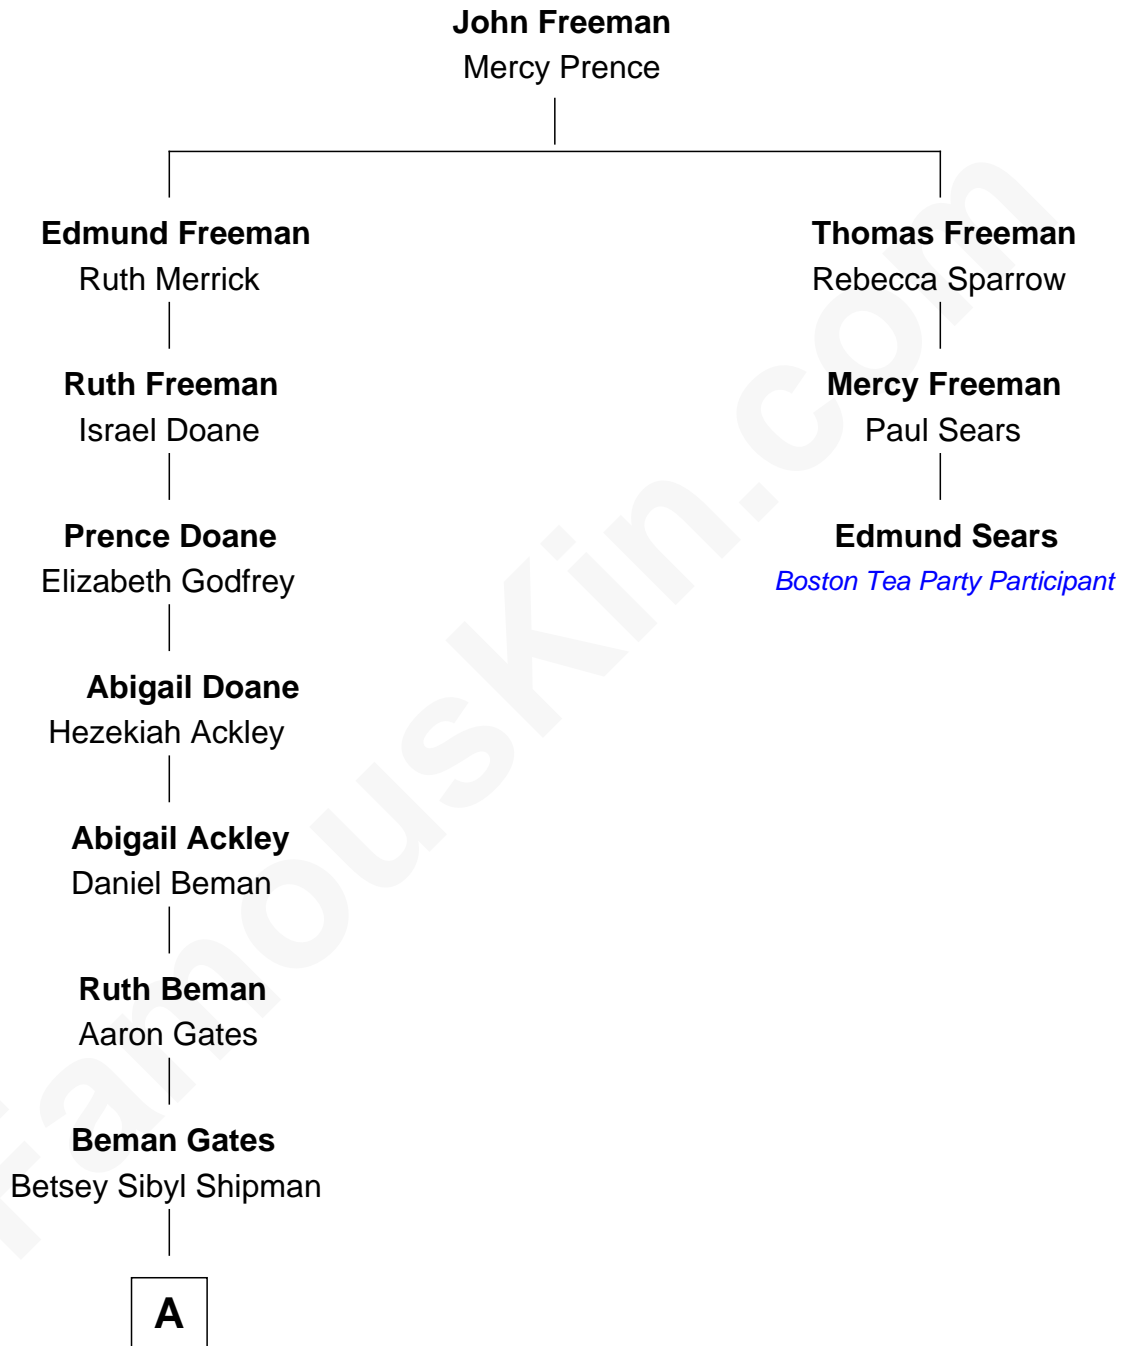 John Freeman
Mercy Prence
Edmund Freeman
Ruth Merrick
Thomas Freeman
Rebecca Sparrow
Ruth Freeman
Israel Doane
Mercy Freeman
Paul Sears
Prence Doane
Elizabeth Godfrey
Edmund Sears
Boston Tea Party Participant
Abigail Doane
Hezekiah Ackley
Abigail Ackley
Daniel Beman
Ruth Beman
Aaron Gates
Beman Gates
Betsey Sibyl Shipman
A
FamousKin.com